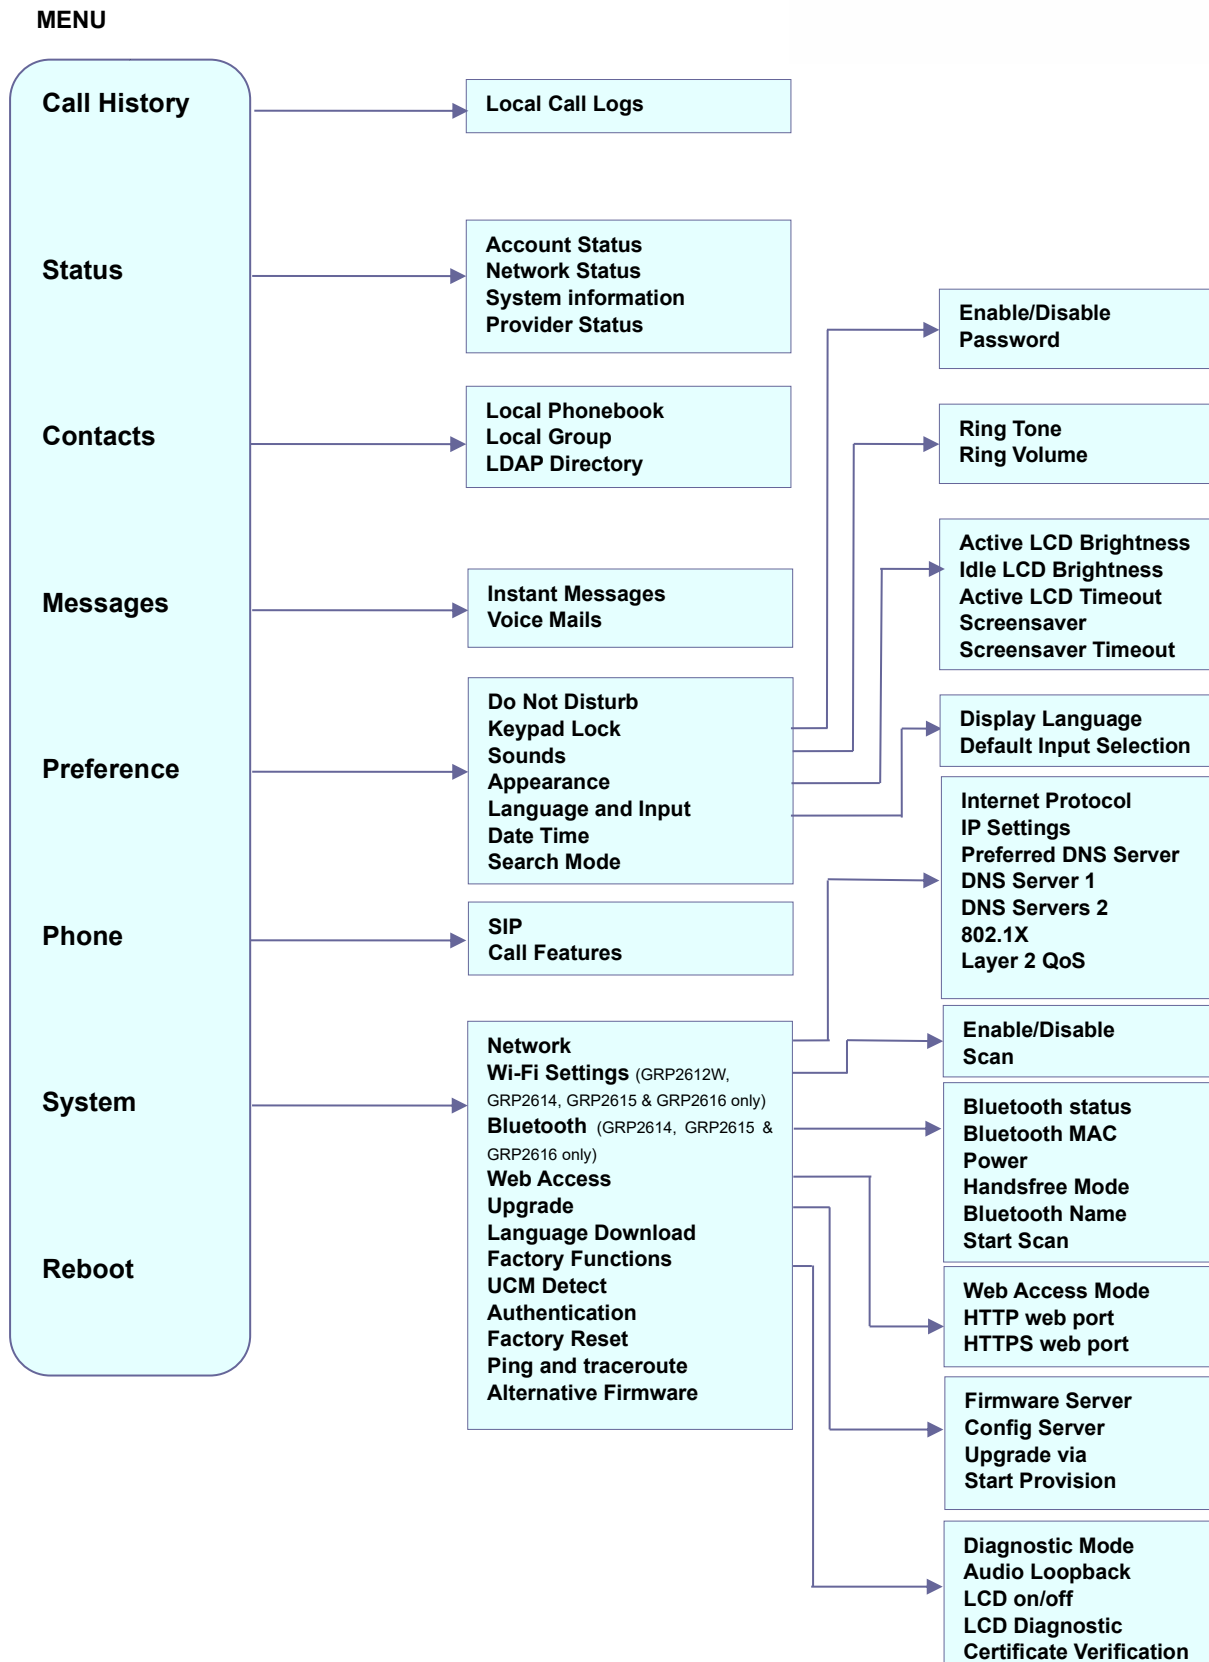 MENU
Call History
Local Call Logs
Status
Account Status
Network Status
System information
Provider Status
Enable/Disable
Password
Contacts
Local Phonebook
Local Group
LDAP Directory
Ring Tone
Ring Volume
Messages
Instant Messages
Voice Mails
Active LCD Brightness
Idle LCD Brightness
Active LCD Timeout
Screensaver
Screensaver Timeout
Preference
Do Not Disturb
Keypad Lock
Sounds
Appearance
Language and Input
Date Time
Search Mode
Display Language
Default Input Selection
Phone
SIP
Call Features
Internet Protocol
IP Settings
Preferred DNS Server
DNS Server 1
DNS Servers 2
802.1X
Layer 2 QoS
System
Network
Wi-Fi Settings (GRP2612W,
GRP2614, GRP2615 & GRP2616 only)
Bluetooth (GRP2614, GRP2615 &
GRP2616 only)
Web Access
Upgrade
Language Download
Factory Functions
UCM Detect
Authentication
Factory Reset
Ping and traceroute
Alternative Firmware
Enable/Disable
Scan
Bluetooth status
Bluetooth MAC
Power
Handsfree Mode
Bluetooth Name
Start Scan
Reboot
Web Access Mode
HTTP web port
HTTPS web port
Firmware Server
Config Server
Upgrade via
Start Provision
Diagnostic Mode
Audio Loopback
LCD on/off
LCD Diagnostic
Certificate Verification